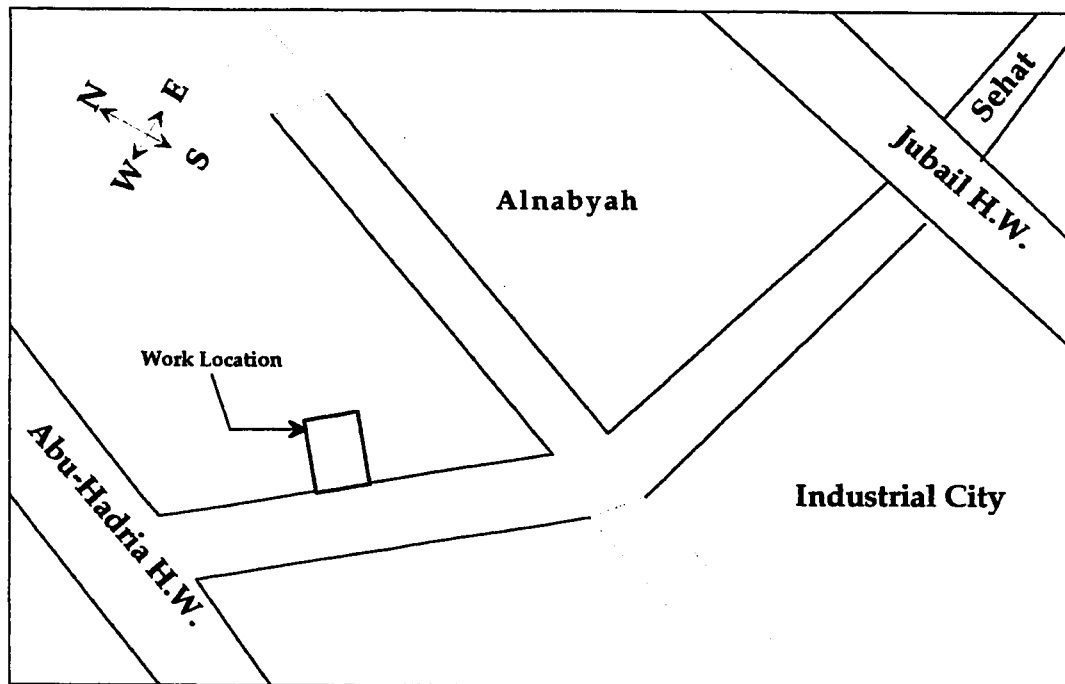 N
E
S
W
Sehat
Jubail H.W.
Alnabyah
Work Location
Abu-Hadria H.W.
Industrial City